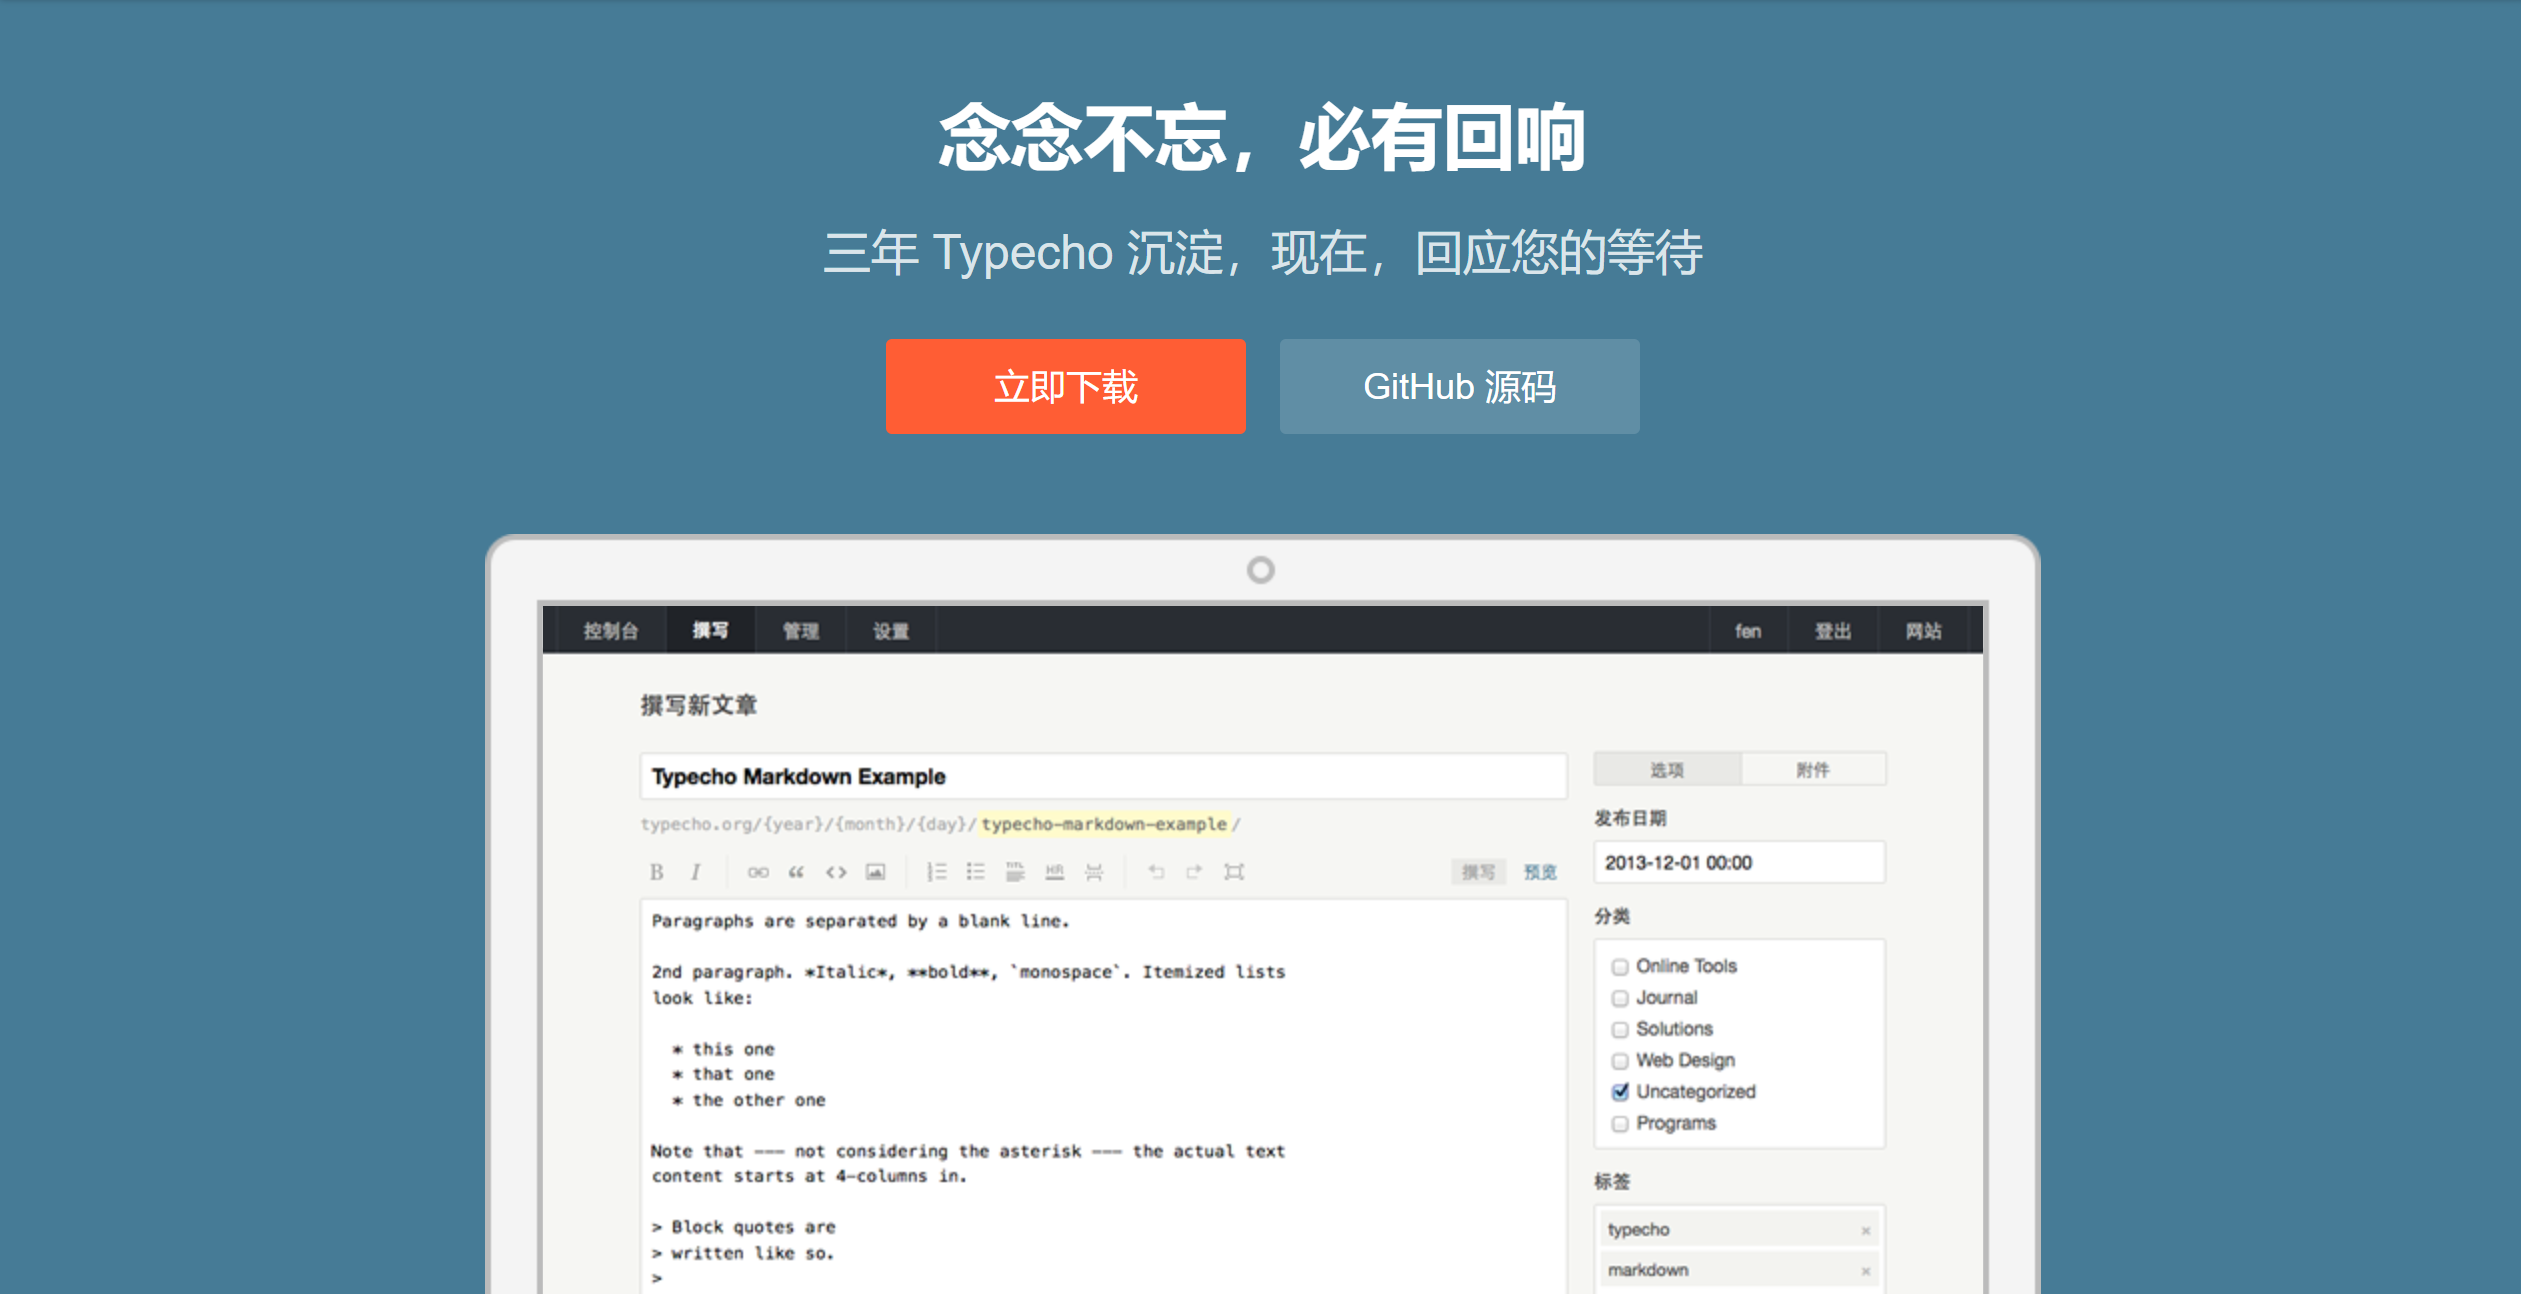 念念不忘，必有回响
三年 Typecho 沉淀，现在，回应您的等待
立即下载 GitHub 源码
控制台 撰写 管理 设置 fen 登出 网站
撰写新文章
Typecho Markdown Example
typecho.org/{year}/{month}/{day}/typecho-markdown-example/
B I TITL HR 撰写 预览
Paragraphs are separated by a blank line.
2nd paragraph. *Italic*, **bold**, `monospace`. Itemized lists
look like:
* this one
* that one
* the other one
Note that --- not considering the asterisk --- the actual text
content starts at 4-columns in.
> Block quotes are
> written like so.
>
选项 附件
发布日期
2013-12-01 00:00
分类
Online Tools
Journal
Solutions
Web Design
Uncategorized
Programs
标签
typecho ×
markdown ×